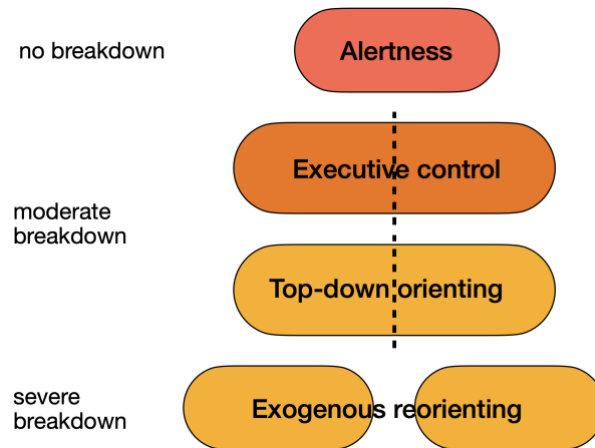 no breakdown
Alertness
Executive control
moderate
breakdown
Top-down orienting
severe
breakdown
Exogenous reorienting